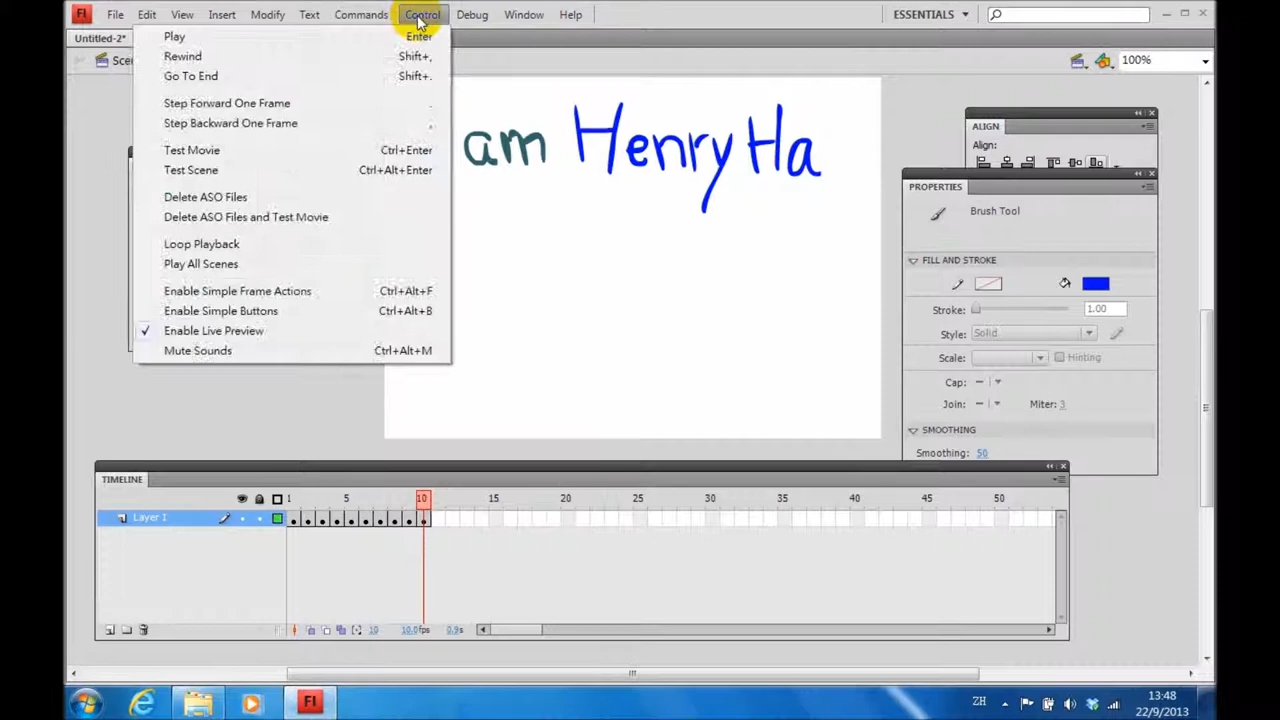 Fl File Edit View Insert Modify Text Commands Control Debug Window Help ESSENTIALS
Untitled-2*
Scen 100%
Play Enter
Rewind Shift+,
Go To End Shift+.
Step Forward One Frame .
Step Backward One Frame ,
Test Movie Ctrl+Enter
Test Scene Ctrl+Alt+Enter
Delete ASO Files
Delete ASO Files and Test Movie
Loop Playback
Play All Scenes
Enable Simple Frame Actions Ctrl+Alt+F
Enable Simple Buttons Ctrl+Alt+B
Enable Live Preview
Mute Sounds Ctrl+Alt+M
am Henry Ha
ALIGN
Align:
PROPERTIES
Brush Tool
FILL AND STROKE
Stroke: 1.00
Style: Solid
Scale: Hinting
Cap:
Join: Miter: 3
SMOOTHING
Smoothing: 50
TIMELINE
1 5 10 15 20 25 30 35 40 45 50
Layer 1
10 10.0fps 0.9s
Fl ZH 13:48
22/9/2013